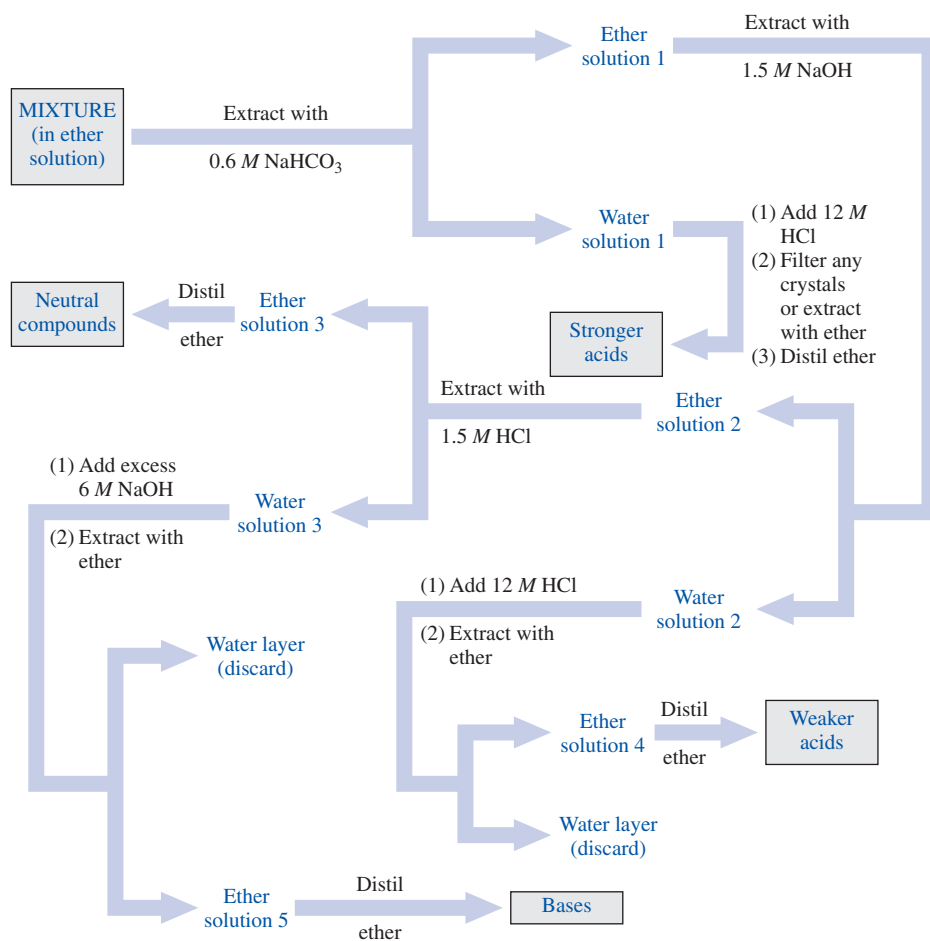 Ether
solution 1
Extract with
1.5 M NaOH
MIXTURE
(in ether
solution)
Extract with
0.6 M NaHCO₃
Water
solution 1
(1) Add 12 M
HCl
(2) Filter any
crystals
or extract
with ether
(3) Distil ether
Neutral
compounds
Distil
ether
Ether
solution 3
Stronger
acids
Extract with
1.5 M HCl
Ether
solution 2
(1) Add excess
6 M NaOH
(2) Extract with
ether
Water
solution 3
(1) Add 12 M HCl
(2) Extract with
ether
Water
solution 2
Water layer
(discard)
Ether
solution 4
Distil
ether
Weaker
acids
Water layer
(discard)
Ether
solution 5
Distil
ether
Bases